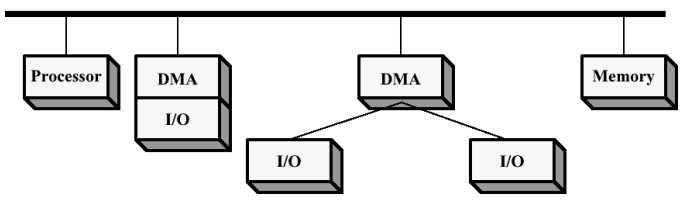 Processor
DMA
DMA
Memory
I/O
I/O
I/O